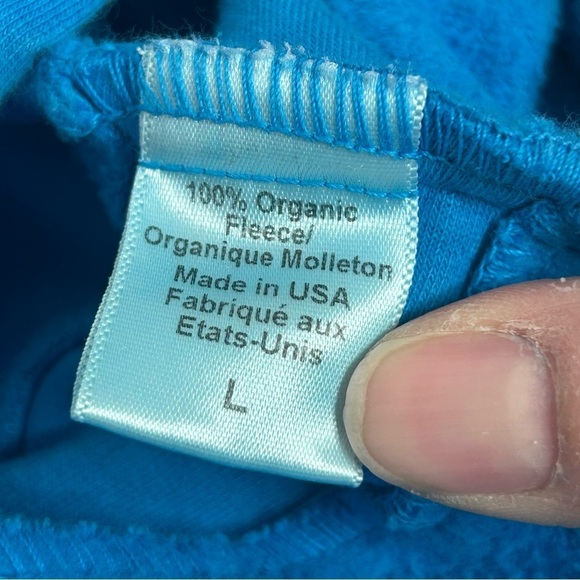 100% Organic
Fleece/
Organique Molleton
Made in USA
Fabriqué aux
Etats-Unis
L